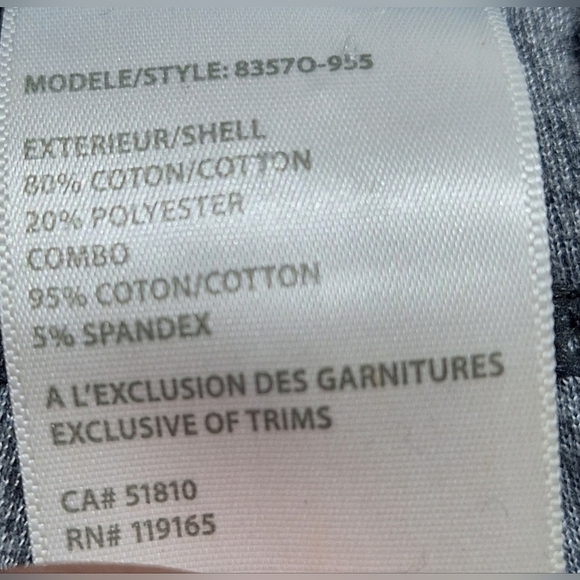 MODELE/STYLE: 8357O-955
EXTERIEUR/SHELL
80% COTON/COTTON
20% POLYESTER
COMBO
95% COTON/COTTON
5% SPANDEX
A L'EXCLUSION DES GARNITURES
EXCLUSIVE OF TRIMS
CA# 51810
RN# 119165